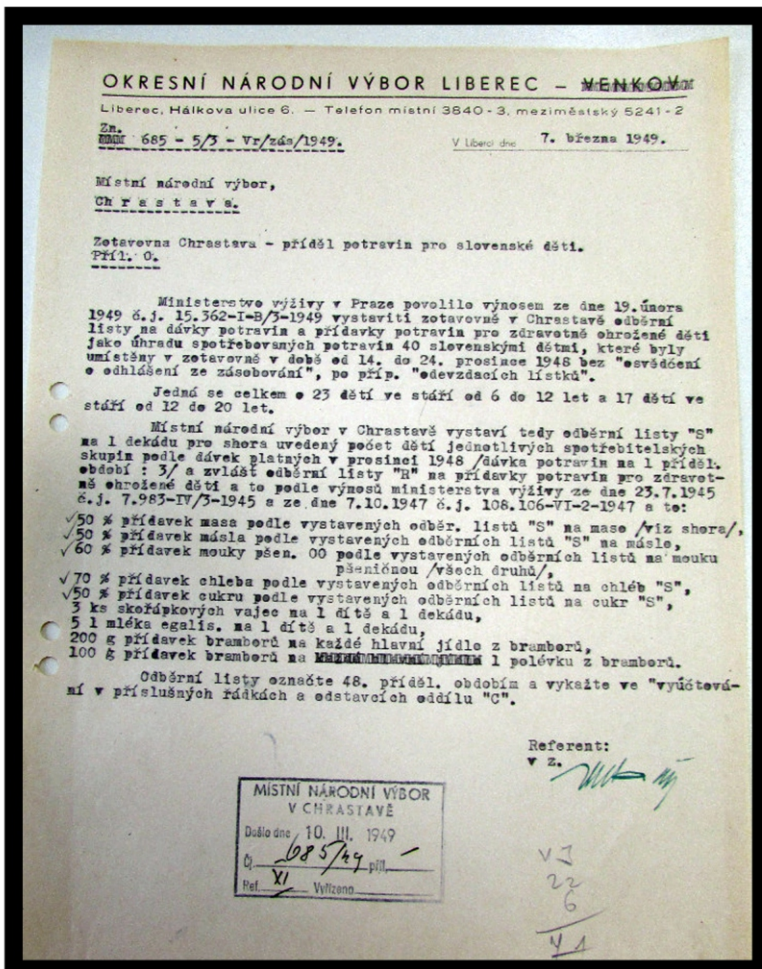 OKRESNÍ NÁRODNÍ VÝBOR LIBEREC – VENKOV
Liberec, Hálkova ulice 6. — Telefon místní 3840 - 3, meziměstský 5241 - 2
Zn. 685 - 5/3 - Vr/zás/1949.
V Liberci dne 7. března 1949.
Místní národní výbor,
Chrastava.
Zotavovna Chrastava - příděl potravin pro slovenské děti.
Příl. 0.
Ministerstvo výživy v Praze povolilo výnosem ze dne 19.února
1949 č.j. 15.362-I-B/3-1949 vystaviti zotavovně v Chrastavě odběrní
listy na dávky potravin a přídavky potravin pro zdravotně ohrožené děti
jako úhradu spotřebovaných potravin 40 slovenskými dětmi, které byly
umístěny v zotavovně v době od 14. do 24. prosince 1948 bez "osvědčení
o odhlášení ze zásobování", po příp. "odevzdacích lístků".
Jedná se celkem o 23 dětí ve stáří od 6 do 12 let a 17 dětí ve
stáří od 12 do 20 let.
Místní národní výbor v Chrastavě vystaví tedy odběrní listy "S"
na 1 dekádu pro shora uvedený počet dětí jednotlivých spotřebitelských
skupin podle dávek platných v prosinci 1948 /dávka potravin na 1 příděl.
období : 3/ a zvlášt odběrní listy "R" na přídavky potravin pro zdravot-
ně ohrožené děti a to podle výnosů ministerstva výživy ze dne 23.7.1945
č.j. 7.983-IV/3-1945 a ze dne 7.10.1947 č.j. 108.106-VI-2-1947 a to:
✓50 % přídavek masa podle vystavených odběr. listů "S" na maso /viz shora/,
✓50 % přídavek másla podle vystavených odběrních listů "S" na máslo,
✓60 % přídavek mouky pšen. 00 podle vystavených odběrních listů na mouku
pšeničnou /všech druhů/,
✓70 % přídavek chleba podle vystavených odběrních listů na chléb "S",
✓50 % přídavek cukru podle vystavených odběrních listů na cukr "S",
3 ks skořápkových vajec na 1 dítě a 1 dekádu,
5 l mléka egalis. na 1 dítě a 1 dekádu,
200 g přídavek bramborů na každé hlavní jídlo z brambor,
100 g přídavek bramborů na 1 polévku z bramborů.
Odběrní listy označte 48. příděl. obdobím a vykažte ve "vyúčtová-
ní v příslušných řádkách a odstavcích oddílu "C".
Referent:
v z.
MÍSTNÍ NÁRODNÍ VÝBOR
V CHRASTAVĚ
Došlo dne 10. III. 1949
Čj. 685/49 příl. –
Ref. XI Vyřízeno
22
6